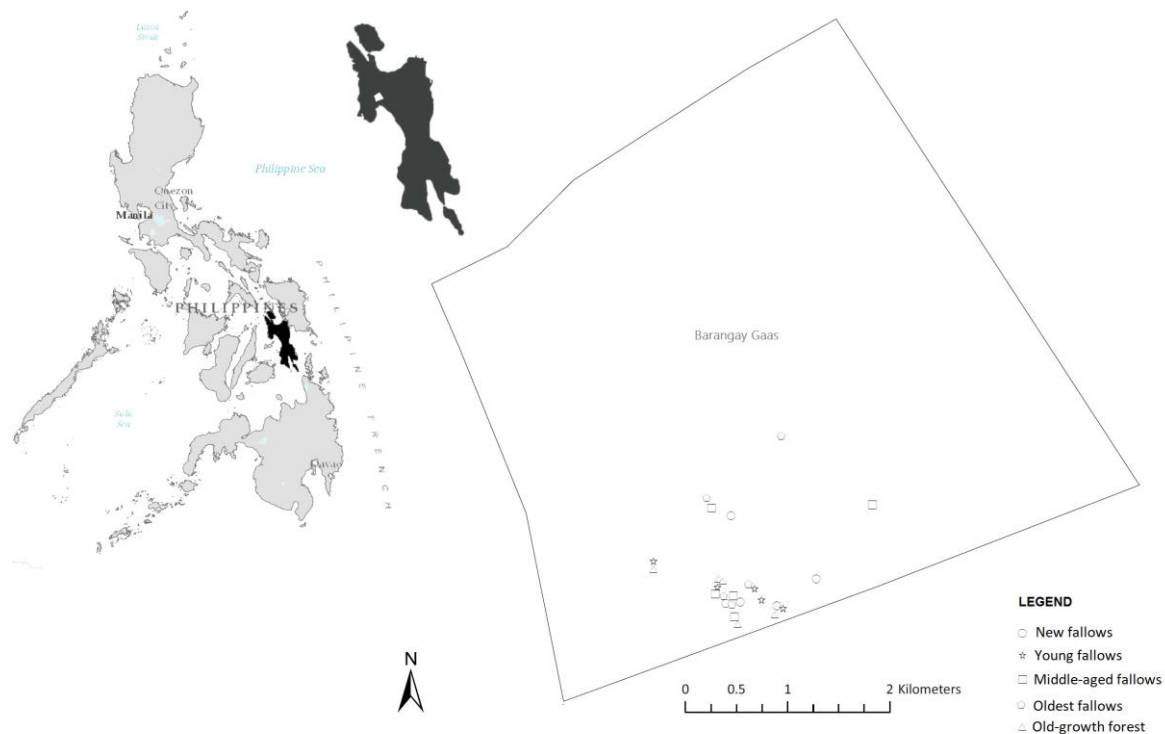 Luzon
Strait
Philippine Sea
Quezon
City
Manila
PHILIPPINES
PHILIPPINE TRENCH
Sulu
Sea
Davao
Barangay Gaas
N
0 0.5 1 2 Kilometers
LEGEND
New fallows
Young fallows
Middle-aged fallows
Oldest fallows
Old-growth forest